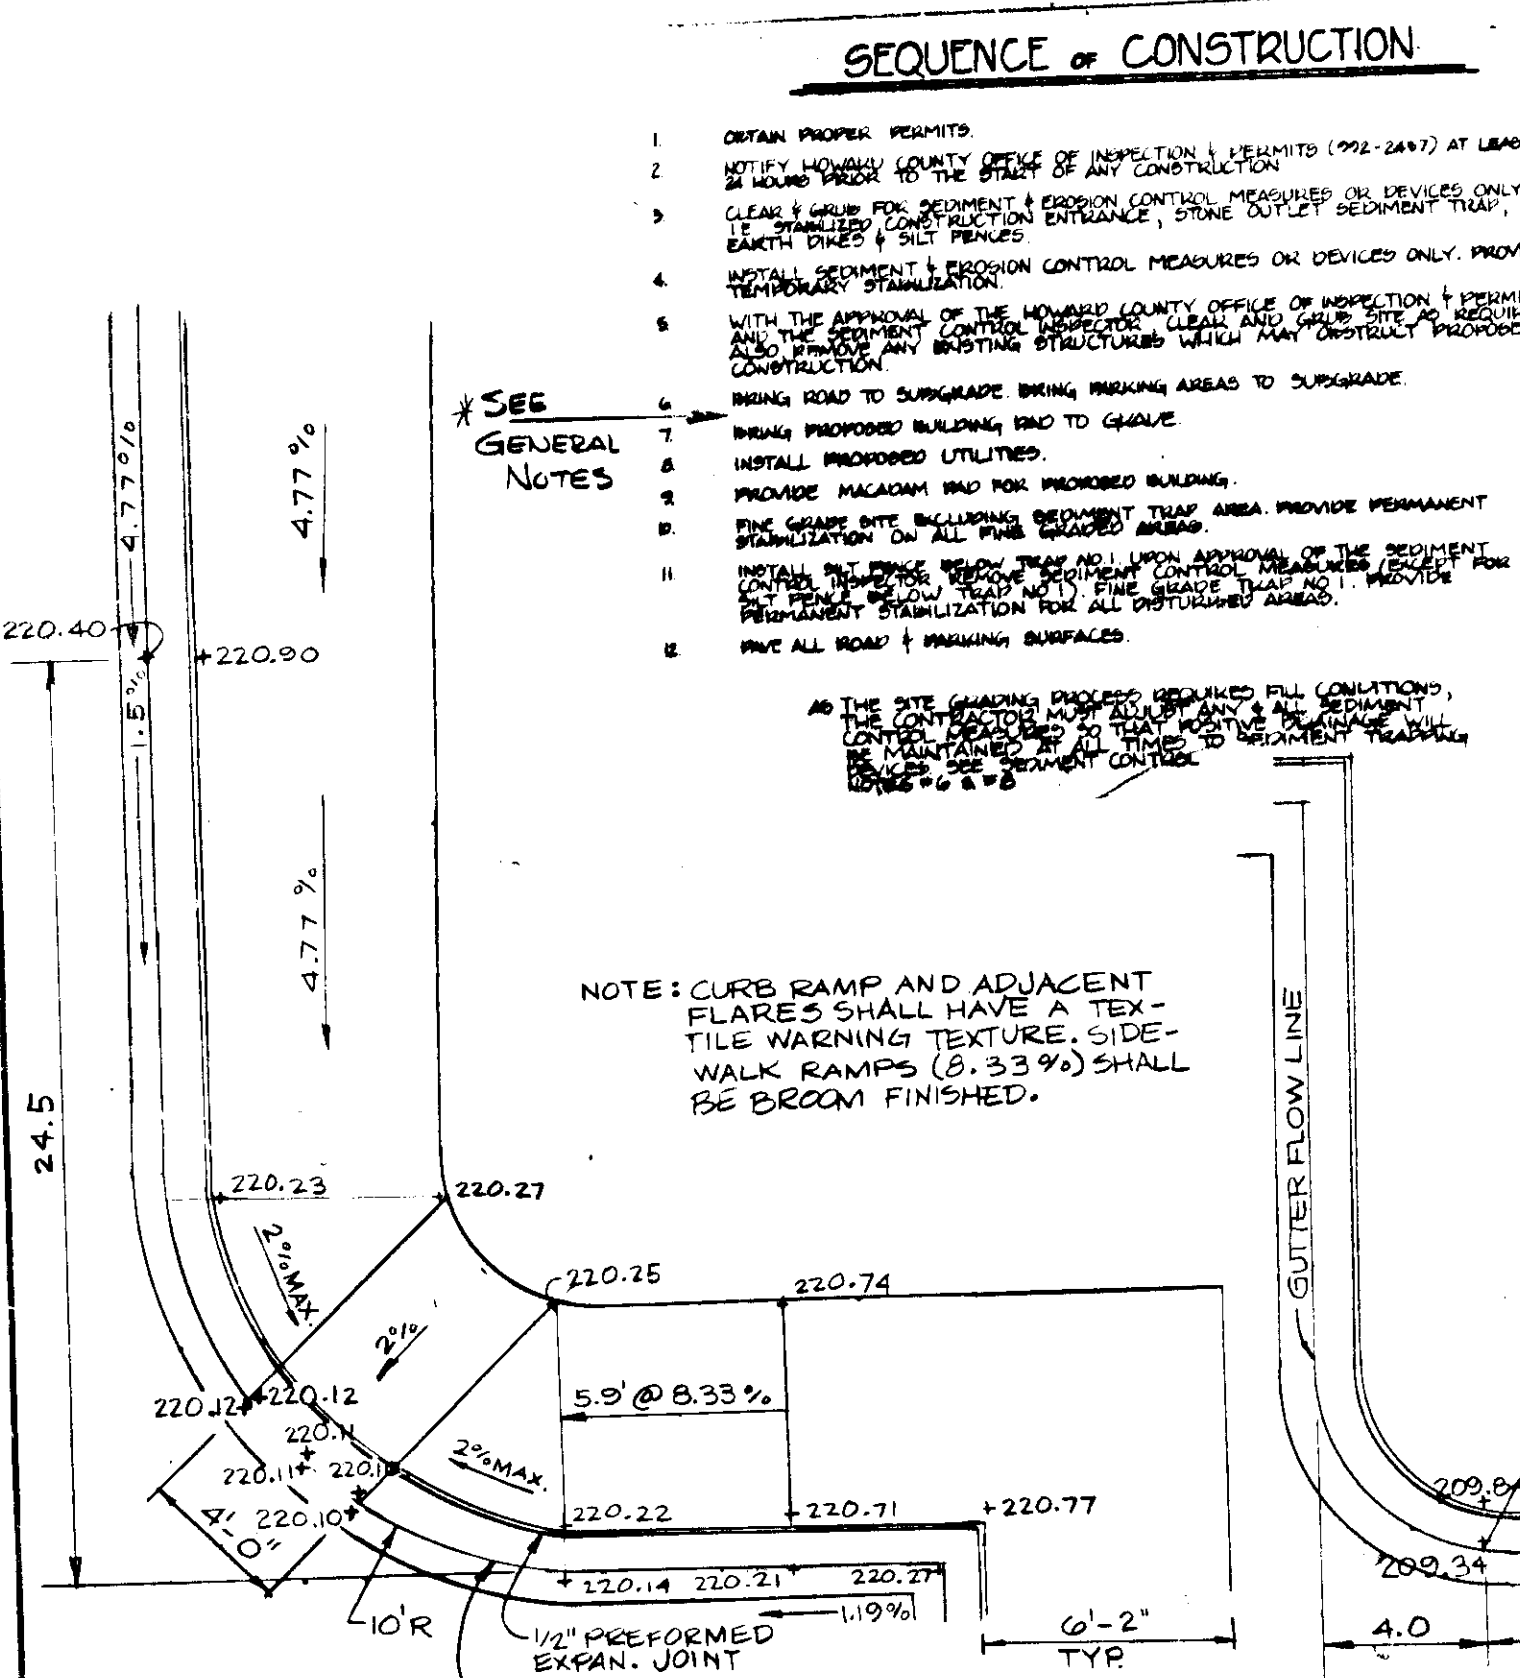 SEQUENCE OF CONSTRUCTION
1. OBTAIN PROPER PERMITS.
2 NOTIFY HOWARD COUNTY OFFICE OF INSPECTION & PERMITS (992-2437) AT LEAS
24 HOURS PRIOR TO THE START OF ANY CONSTRUCTION
3 CLEAR & GRUB FOR SEDIMENT & EROSION CONTROL MEASURES OR DEVICES ONLY
I.E. STABILIZED CONSTRUCTION ENTRANCE, STONE OUTLET SEDIMENT TRAP,
EARTH DIKES & SILT FENCES.
4. INSTALL SEDIMENT & EROSION CONTROL MEASURES OR DEVICES ONLY. PROVI
TEMPORARY STABILIZATION.
5 WITH THE APPROVAL OF THE HOWARD COUNTY OFFICE OF INSPECTION & PERMI
AND THE SEDIMENT CONTROL INSPECTOR, CLEAR AND GRUB SITE AS REQUIR
ALSO REMOVE ANY EXISTING STRUCTURES WHICH MAY OBSTRUCT PROPOSE
CONSTRUCTION.
6 BRING ROAD TO SUBGRADE. BRING PARKING AREAS TO SUBGRADE.
7. BRING PROPOSED BUILDING PAD TO GRADE.
8 INSTALL PROPOSED UTILITIES.
9 PROVIDE MACADAM PAD FOR PROPOSED BUILDING.
10. FINE GRADE SITE EXCLUDING SEDIMENT TRAP AREA. PROVIDE PERMANENT
STABILIZATION ON ALL FINE GRADED AREAS.
11. INSTALL SILT FENCE BELOW TRAP NO. 1. UPON APPROVAL OF THE SEDIMENT
CONTROL INSPECTOR REMOVE SEDIMENT CONTROL MEASURES (EXCEPT FOR
SILT FENCE BELOW TRAP NO 1). FINE GRADE TRAP NO 1. PROVIDE
PERMANENT STABILIZATION FOR ALL DISTURBED AREAS.
12 PAVE ALL ROAD & PARKING SURFACES.
* SEE
GENERAL
NOTES
AS THE SITE GRADING PROCESS REQUIRES FILL CONDITIONS,
THE CONTRACTOR MUST ADJUST ANY & ALL SEDIMENT
CONTROL MEASURES SO THAT POSITIVE DRAINAGE WILL
BE MAINTAINED AT ALL TIMES TO SEDIMENT TRAPPING
DEVICES SEE SEDIMENT CONTROL
NOTES #6 & #8
4.77%
4.77%
220.40
220.90
1.5%
4.77%
24.5
NOTE: CURB RAMP AND ADJACENT
FLARES SHALL HAVE A TEX-
TILE WARNING TEXTURE. SIDE-
WALK RAMPS (8.33%) SHALL
BE BROOM FINISHED.
GUTTER FLOW LINE
220.23
220.27
2% MAX.
220.25
220.74
2%
5.9' @ 8.33%
220.12
220.12
220.11
220.11
220.1
220.10
4'-0"
2% MAX.
220.22
220.71
220.77
220.14
220.21
220.27
1.19%
10'R
1/2" PREFORMED
EXPAN. JOINT
6'-2"
TYP.
209.8
209.34
4.0